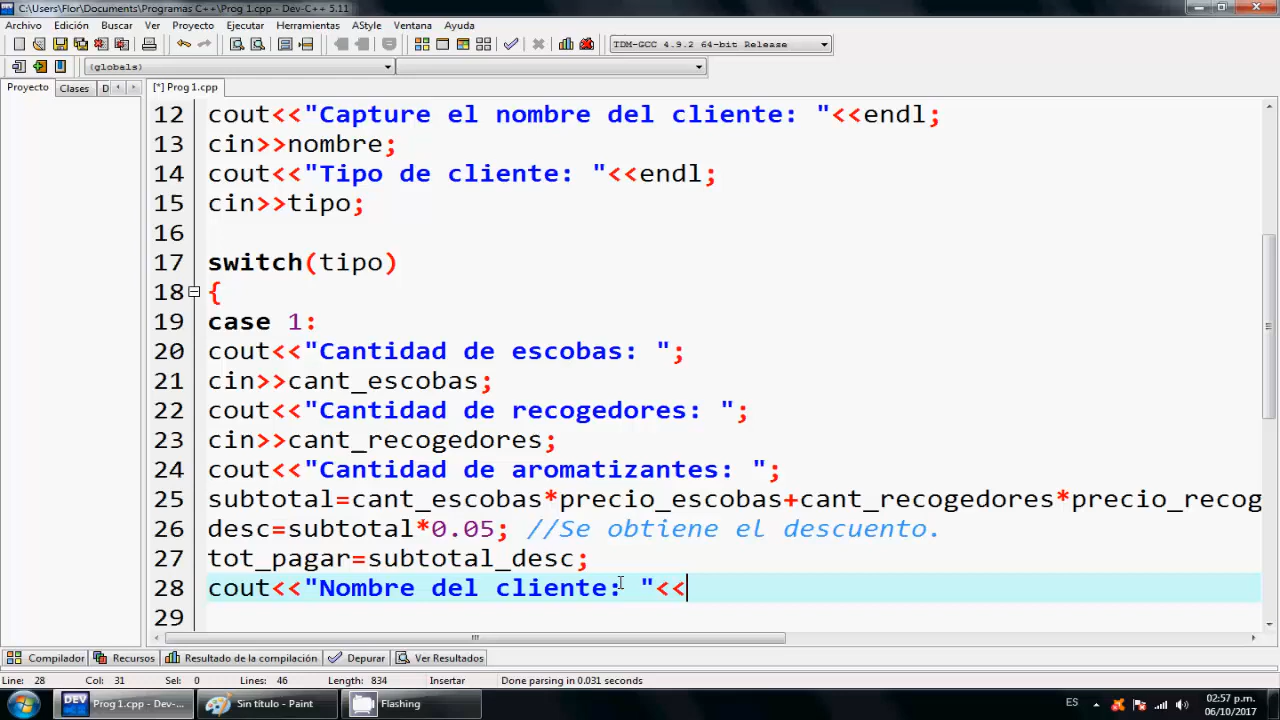 C:\Users\Flor\Documents\Programas C++\Prog 1.cpp - Dev-C++ 5.11
Archivo Edición Buscar Ver Proyecto Ejecutar Herramientas AStyle Ventana Ayuda
TDM-GCC 4.9.2 64-bit Release
(globals)
Proyecto Clases D [*] Prog 1.cpp
12 cout<<"Capture el nombre del cliente: "<<endl;
13 cin>>nombre;
14 cout<<"Tipo de cliente: "<<endl;
15 cin>>tipo;
16
17 switch(tipo)
18 {
19 case 1:
20 cout<<"Cantidad de escobas: ";
21 cin>>cant_escobas;
22 cout<<"Cantidad de recogedores: ";
23 cin>>cant_recogedores;
24 cout<<"Cantidad de aromatizantes: ";
25 subtotal=cant_escobas*precio_escobas+cant_recogedores*precio_recog
26 desc=subtotal*0.05; //Se obtiene el descuento.
27 tot_pagar=subtotal_desc;
28 cout<<"Nombre del cliente: "<<
29
Compilador Recursos Resultado de la compilación Depurar Ver Resultados
Line: 28 Col: 31 Sel: 0 Lines: 46 Length: 834 Insertar Done parsing in 0.031 seconds
DEV Prog 1.cpp - Dev-... Sin título - Paint Flashing ES 02:57 p.m.
06/10/2017